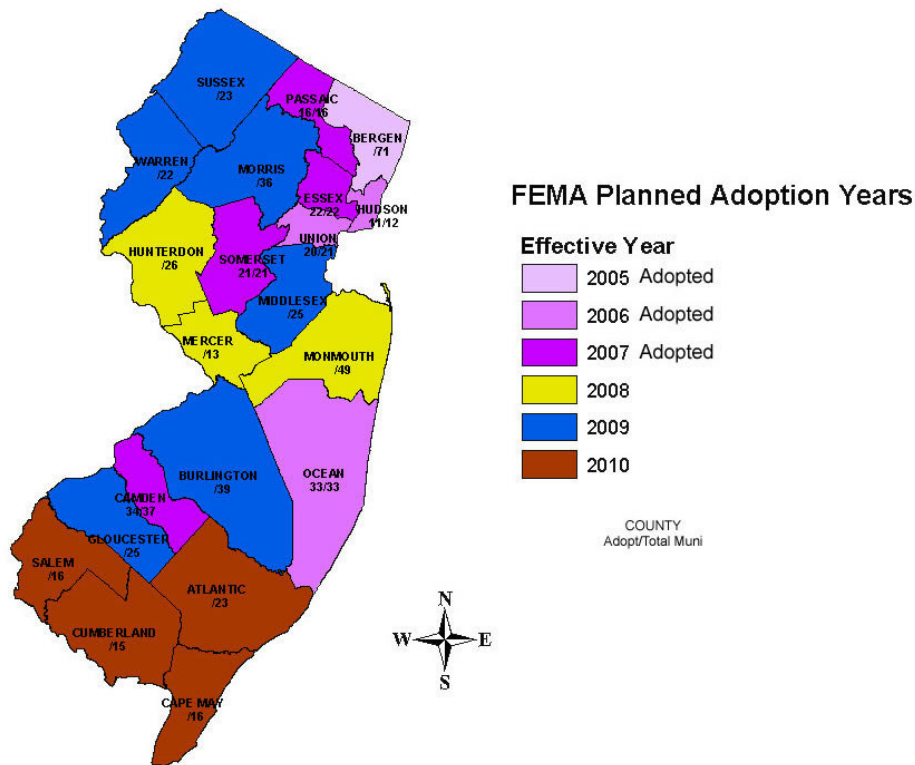 SUSSEX
/23
PASSAIC
16/16
BERGEN
/71
WARREN
/22
MORRIS
/36
ESSEX
22/22
HUDSON
11/12
UNION
20/21
HUNTERDON
/26
SOMERSET
21/21
MIDDLESEX
/25
MERCER
/13
MONMOUTH
/49
OCEAN
33/33
BURLINGTON
/39
CAMDEN
34/37
GLOUCESTER
/25
SALEM
/16
ATLANTIC
/23
CUMBERLAND
/15
CAPE MAY
/16
FEMA Planned Adoption Years
Effective Year
2005 Adopted
2006 Adopted
2007 Adopted
2008
2009
2010
COUNTY
Adopt/Total Muni
N
W E
S